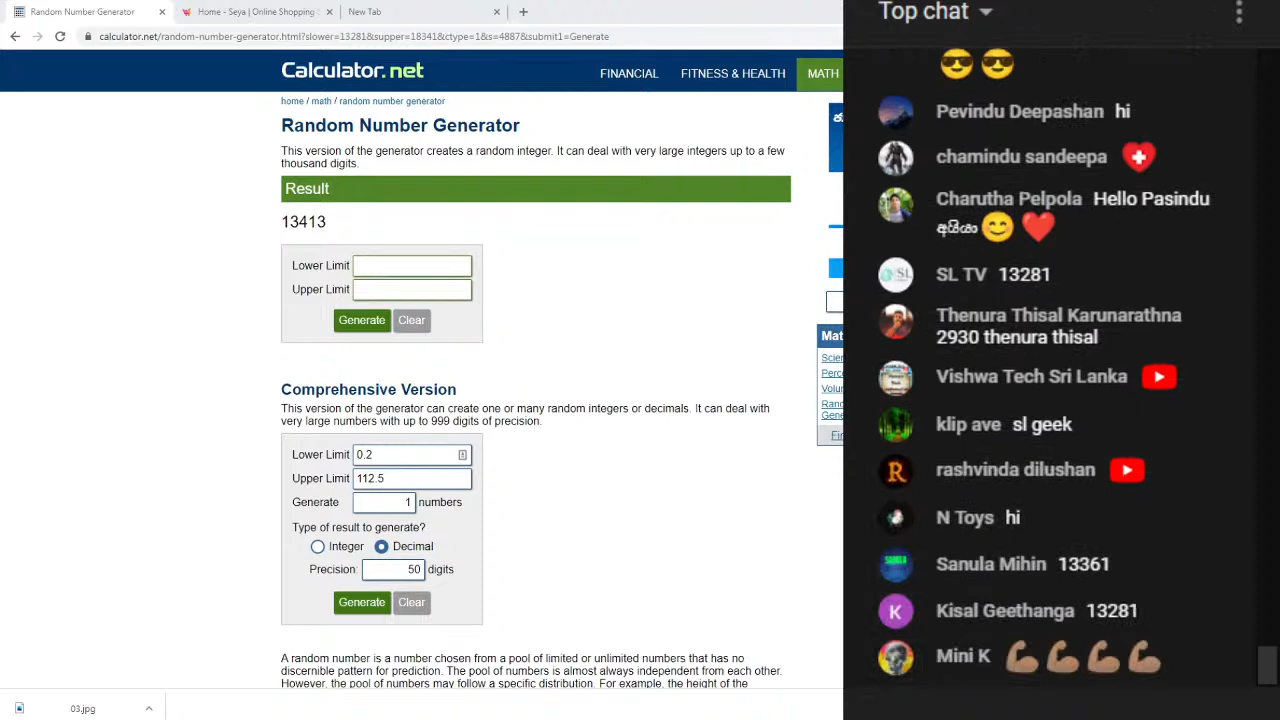 Random Number Generator
Home - Seya | Online Shopping S
New Tab
calculator.net/random-number-generator.html?slower=13281&supper=18341&ctype=1&s=4887&submit1=Generate
Calculator.net
FINANCIAL
FITNESS & HEALTH
MATH
home / math / random number generator
Random Number Generator
This version of the generator creates a random integer. It can deal with very large integers up to a few
thousand digits.
Result
13413
Lower Limit
Upper Limit
Generate
Clear
Comprehensive Version
This version of the generator can create one or many random integers or decimals. It can deal with
very large numbers with up to 999 digits of precision.
Lower Limit 0.2
Upper Limit 112.5
Generate 1 numbers
Type of result to generate?
Integer Decimal
Precision: 50 digits
Generate Clear
A random number is a number chosen from a pool of limited or unlimited numbers that has no
discernible pattern for prediction. The pool of numbers is almost always independent from each other.
However, the pool of numbers may follow a specific distribution. For example, the height of the
Mat
Scien
Perce
Volu
Rand
Gene
Fin
03.jpg
Top chat
😎😎
Pevindu Deepashan hi
chamindu sandeepa
Charutha Pelpola Hello Pasindu
අයියා 😊❤️
SL TV 13281
Thenura Thisal Karunarathna
2930 thenura thisal
Vishwa Tech Sri Lanka
klip ave sl geek
rashvinda dilushan
N Toys hi
Sanula Mihin 13361
K
Kisal Geethanga 13281
Mini K 💪🏽💪🏽💪🏽💪🏽